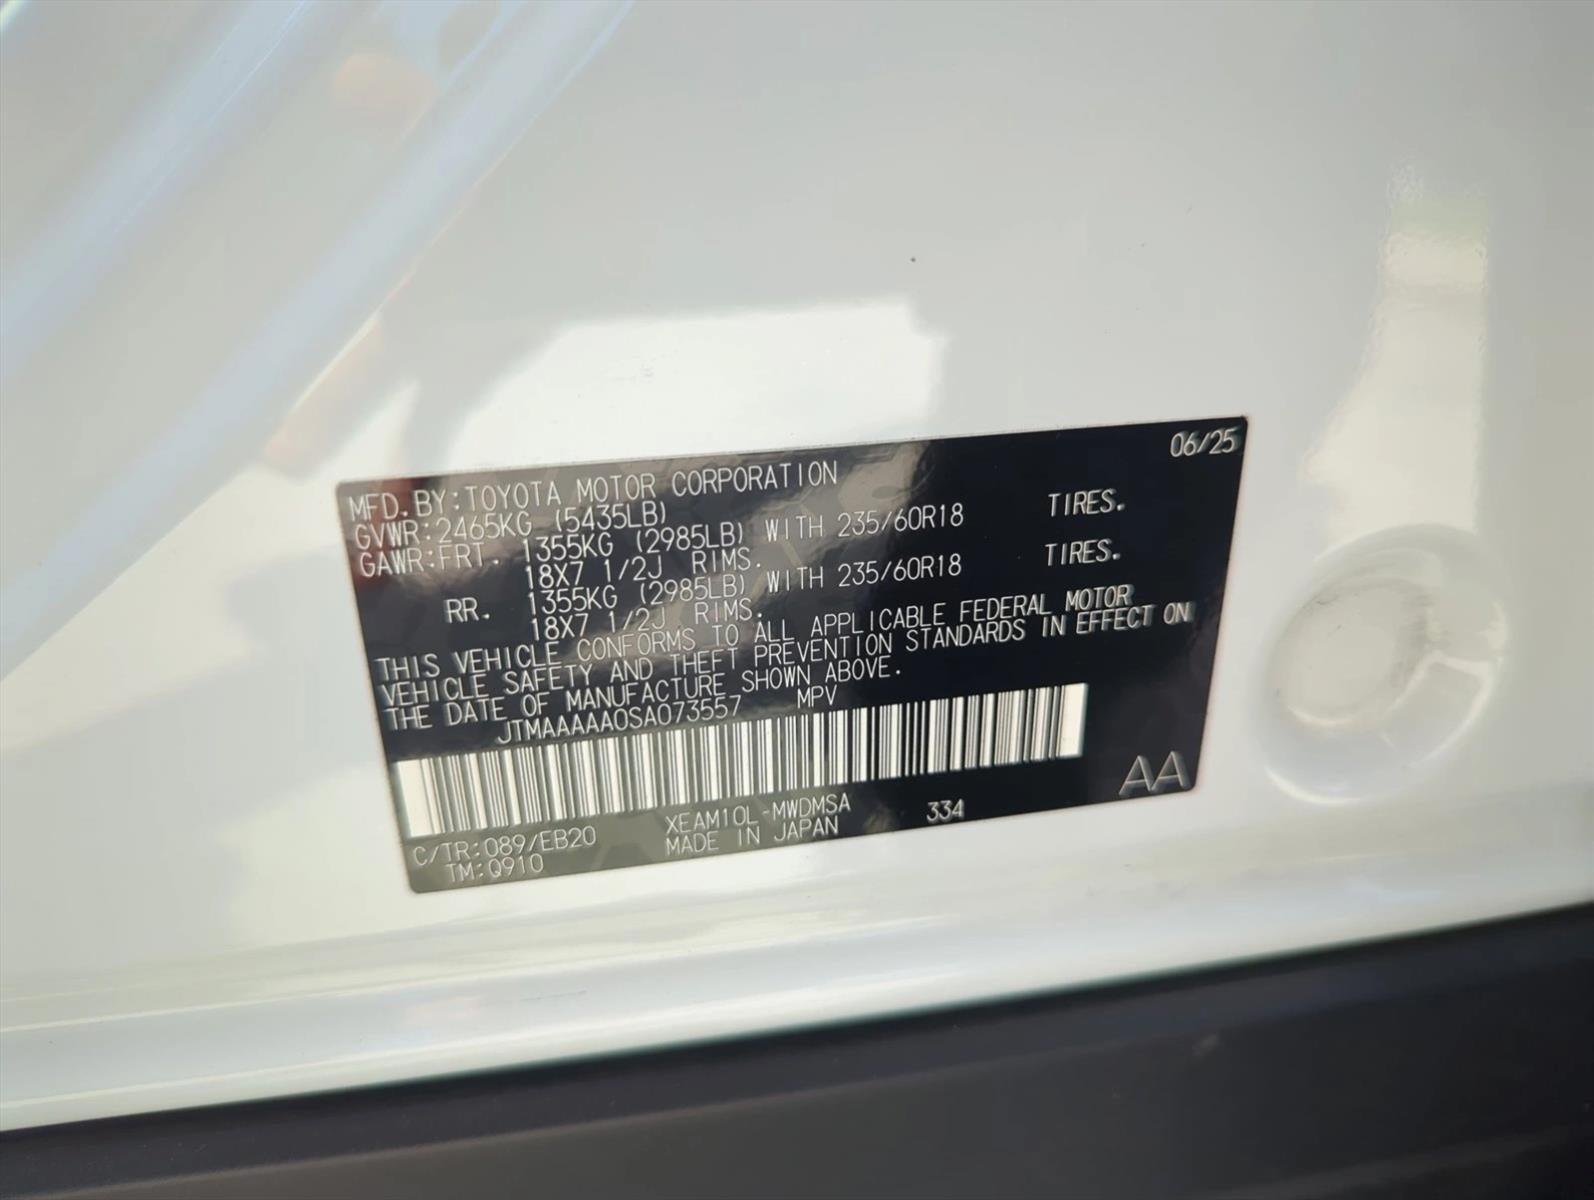 06/25
MFD. BY: TOYOTA MOTOR CORPORATION
GVWR: 2465KG (5435LB)
GAWR: FRT. 1355KG (2985LB) WITH 235/60R18 TIRES.
18X7 1/2J RIMS.
RR. 1355KG (2985LB) WITH 235/60R18 TIRES.
18X7 1/2J RIMS.
THIS VEHICLE CONFORMS TO ALL APPLICABLE FEDERAL MOTOR
VEHICLE SAFETY AND THEFT PREVENTION STANDARDS IN EFFECT ON
THE DATE OF MANUFACTURE SHOWN ABOVE.
JTMAAAAA0SA073557 MPV
AA
C/TR: 089/EB20 XEAM10L-MWDMSA 334
TM: Q910 MADE IN JAPAN